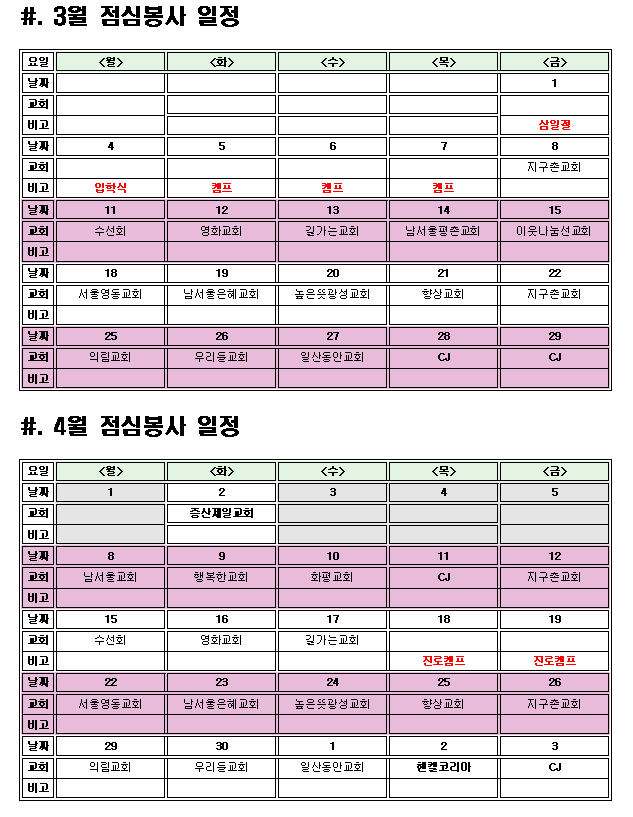 #. 3월 점심봉사 일정
요일 <월> <화> <수> <목> <금>
날짜 1
교회
비고 삼일절
날짜 4 5 6 7 8
교회 지구촌교회
비고 입학식 캠프 캠프 캠프
날짜 11 12 13 14 15
교회 수선회 영화교회 길가는교회 남서울평촌교회 이웃나눔선교회
비고
날짜 18 19 20 21 22
교회 서울영동교회 남서울은혜교회 높은뜻광성교회 향상교회 지구촌교회
비고
날짜 25 26 27 28 29
교회 익림교회 우리들교회 일산동안교회 CJ CJ
비고
#. 4월 점심봉사 일정
요일 <월> <화> <수> <목> <금>
날짜 1 2 3 4 5
교회 증산제일교회
비고
날짜 8 9 10 11 12
교회 남서울교회 행복한교회 화평교회 CJ 지구촌교회
비고
날짜 15 16 17 18 19
교회 수선회 영화교회 길가는교회
비고 진로캠프 진로캠프
날짜 22 23 24 25 26
교회 서울영동교회 남서울은혜교회 높은뜻광성교회 향상교회 지구촌교회
비고
날짜 29 30 1 2 3
교회 익림교회 우리들교회 일산동안교회 헨켈코리아 CJ
비고